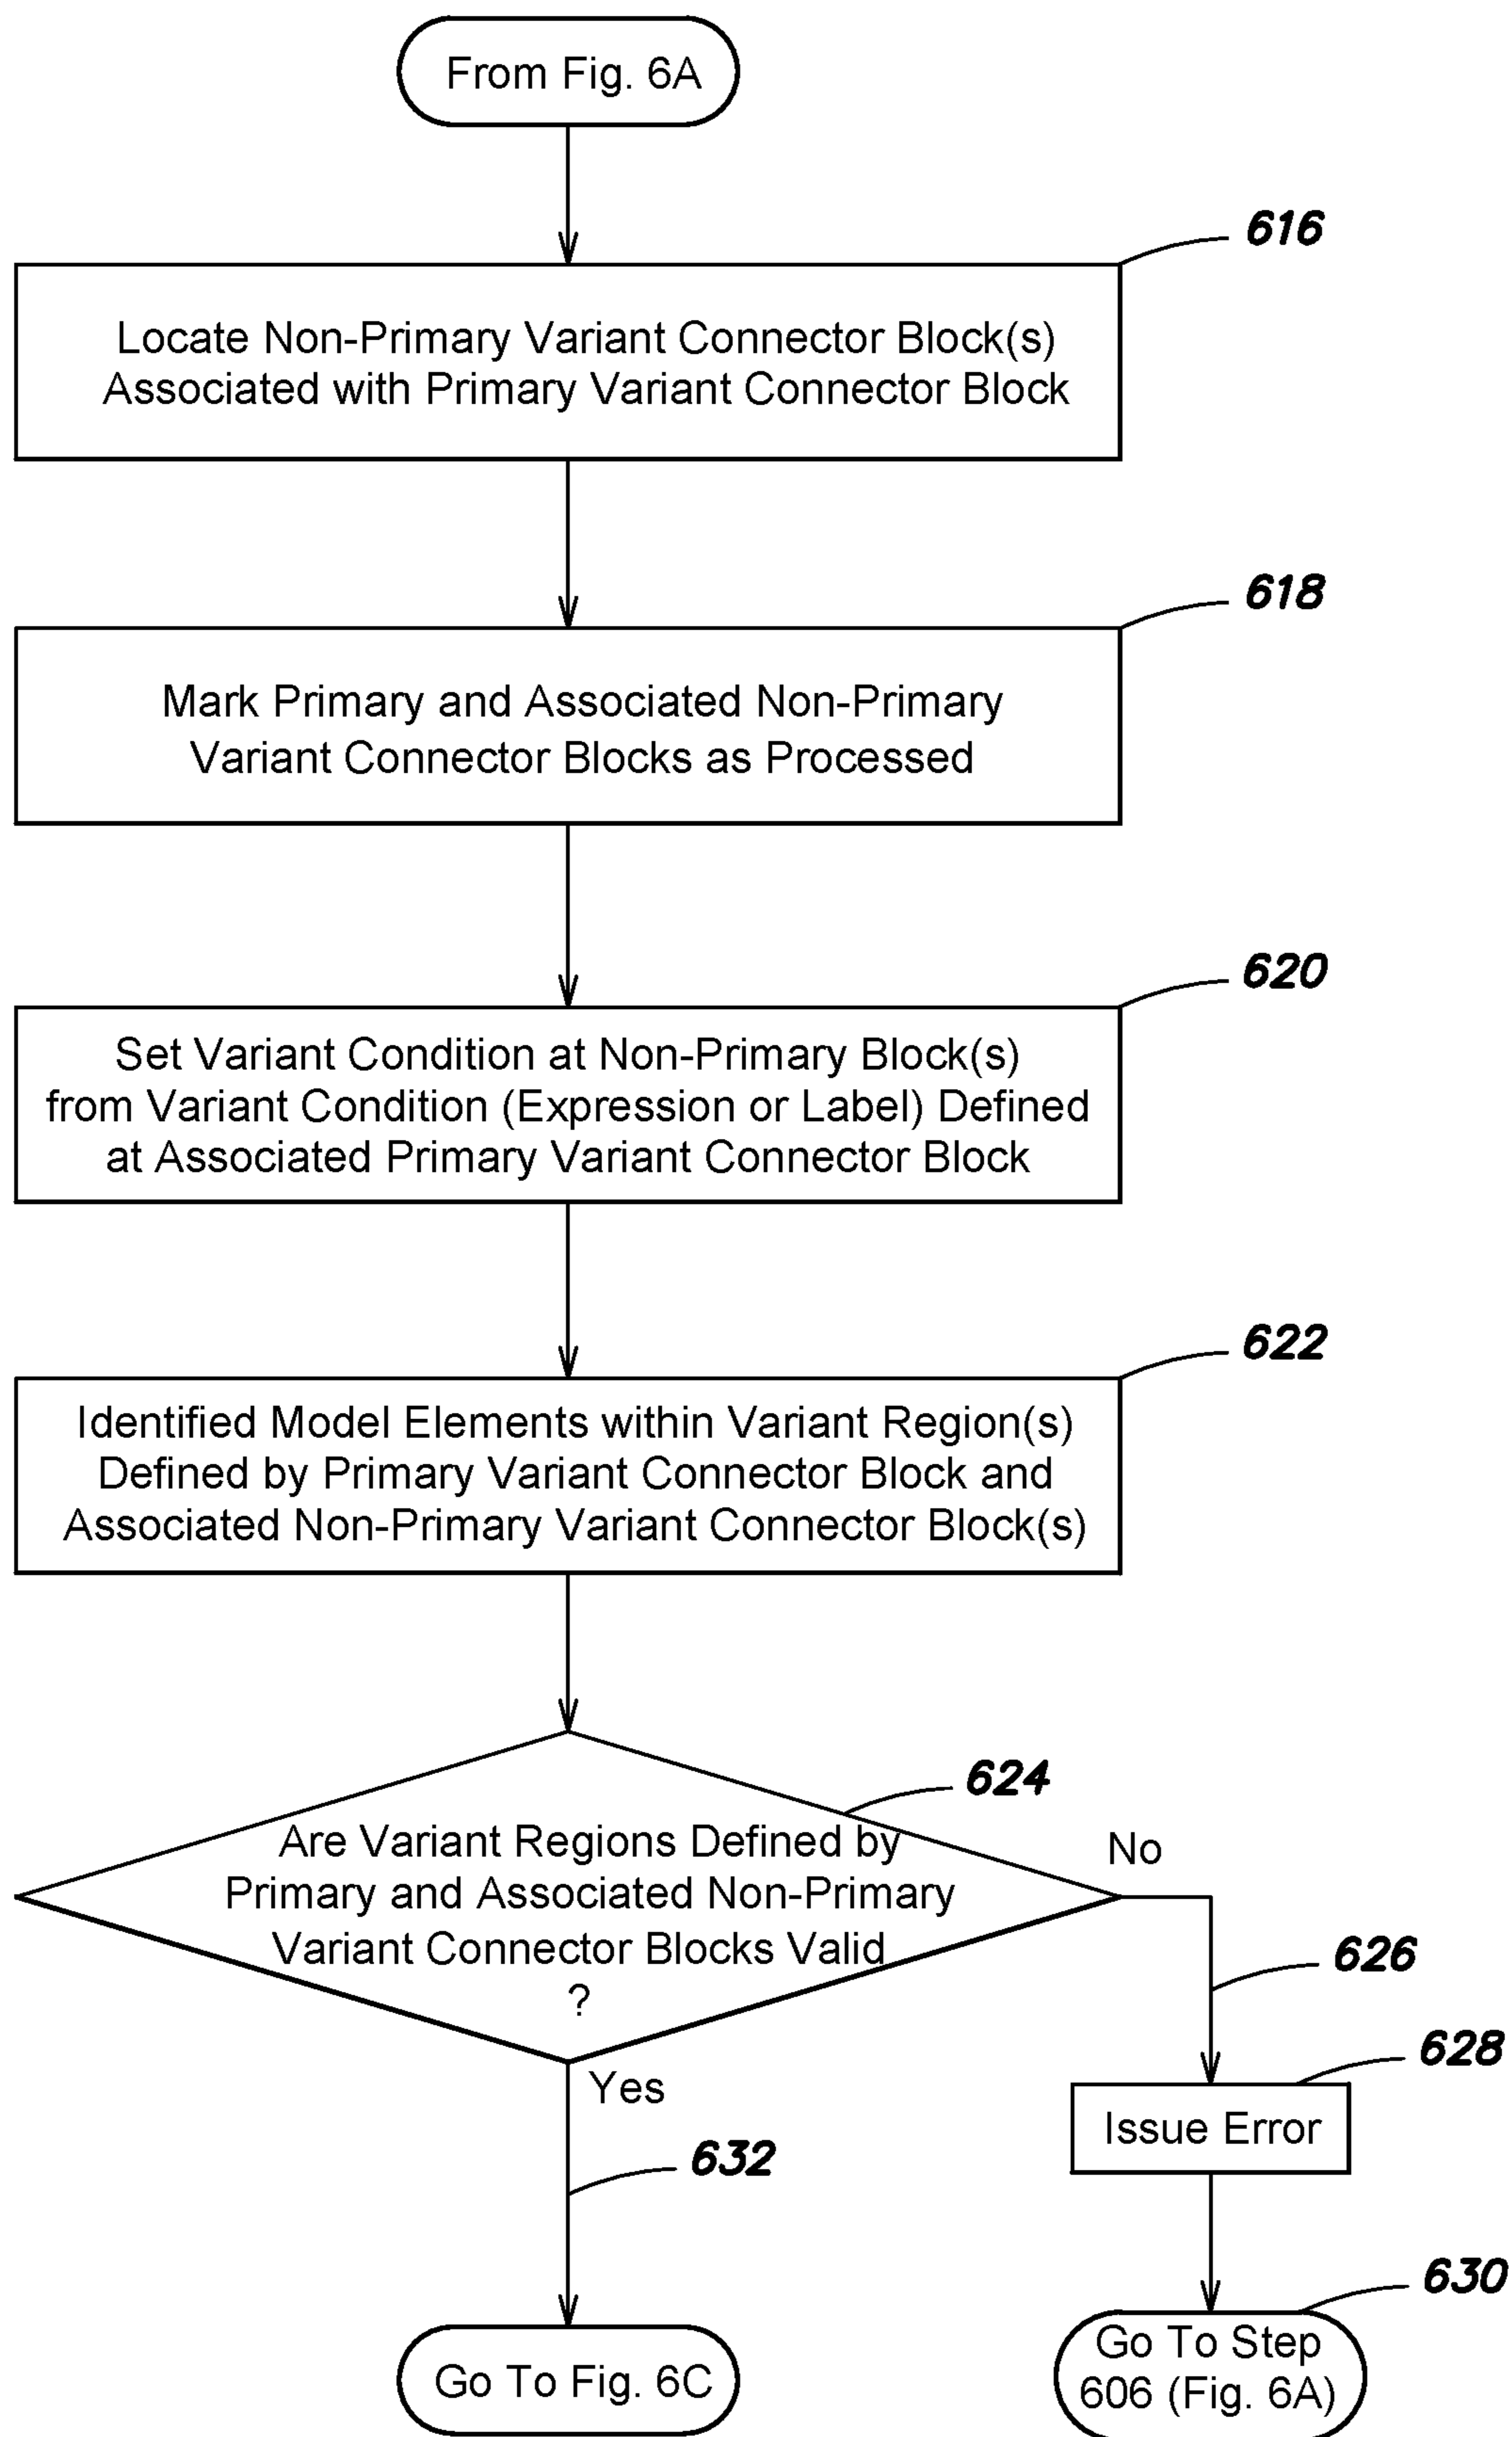 From Fig. 6A
616
Locate Non-Primary Variant Connector Block(s)
Associated with Primary Variant Connector Block
618
Mark Primary and Associated Non-Primary
Variant Connector Blocks as Processed
620
Set Variant Condition at Non-Primary Block(s)
from Variant Condition (Expression or Label) Defined
at Associated Primary Variant Connector Block
622
Identified Model Elements within Variant Region(s)
Defined by Primary Variant Connector Block and
Associated Non-Primary Variant Connector Block(s)
624
Are Variant Regions Defined by
Primary and Associated Non-Primary
Variant Connector Blocks Valid
?
No
626
628
Issue Error
Yes
632
630
Go To Step
606 (Fig. 6A)
Go To Fig. 6C